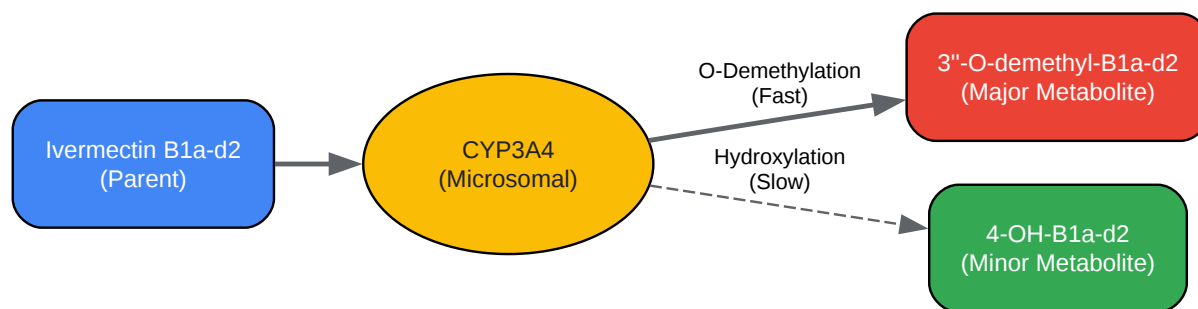 Ivermectin B1a-d2
(Parent)
CYP3A4
(Microsomal)
O-Demethylation
(Fast)
Hydroxylation
(Slow)
3"-O-demethyl-B1a-d2
(Major Metabolite)
4-OH-B1a-d2
(Minor Metabolite)